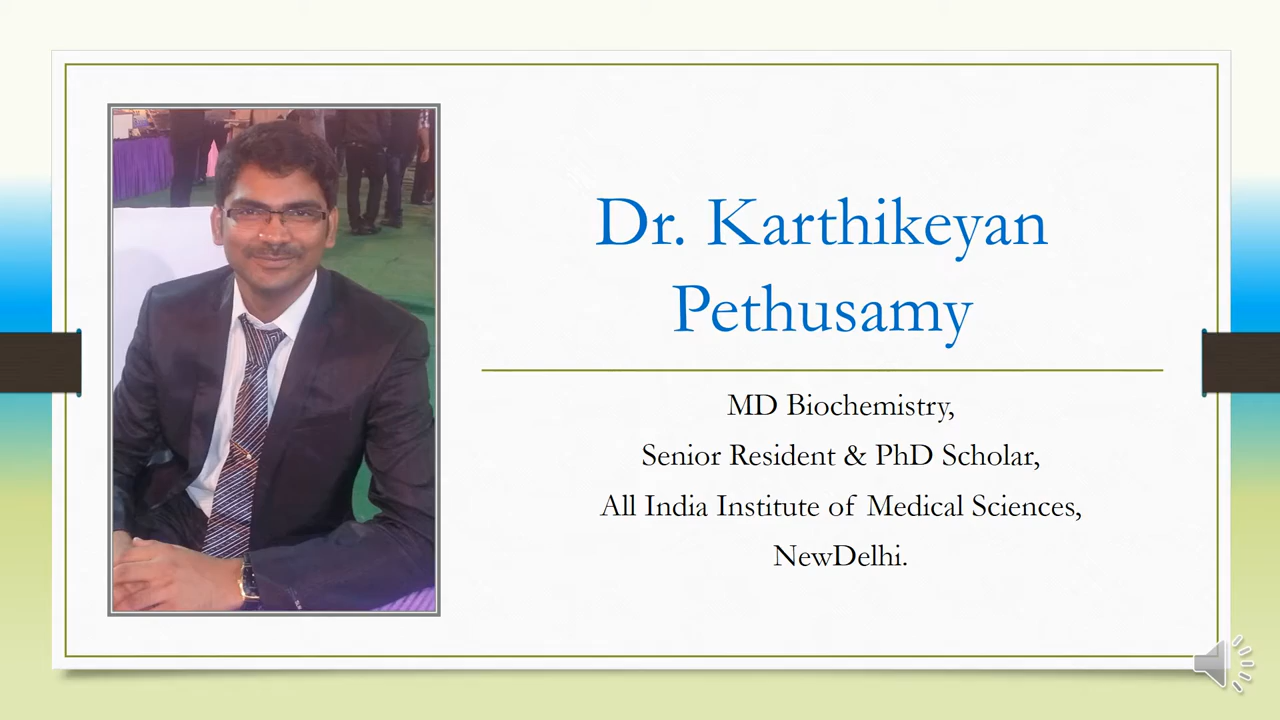 Dr. Karthikeyan
Pethusamy
MD Biochemistry,
Senior Resident & PhD Scholar,
All India Institute of Medical Sciences,
NewDelhi.